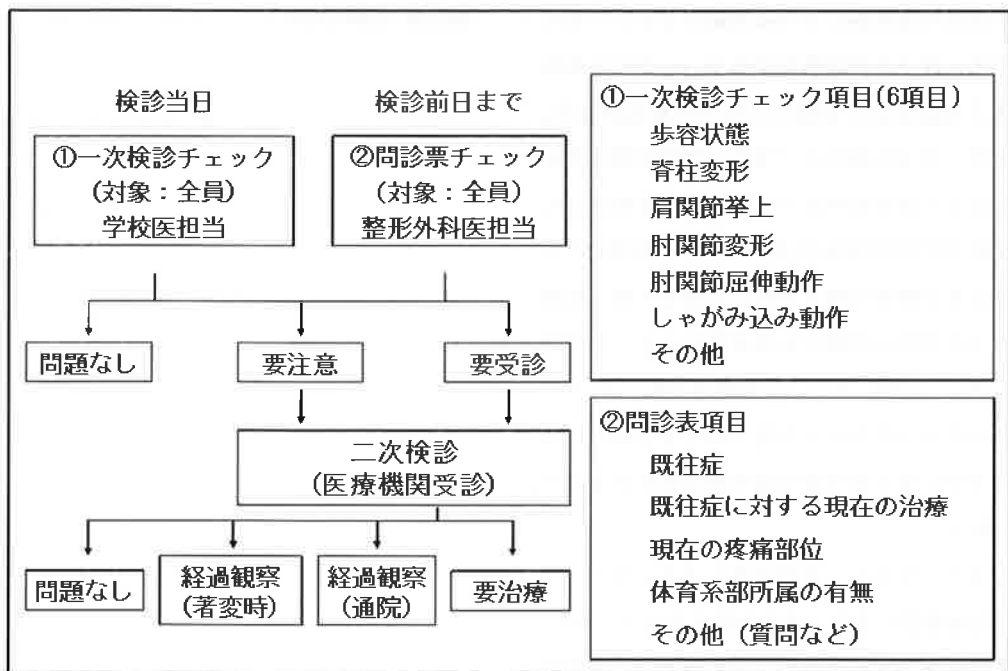 検診当日
検診前日まで
①一次検診チェック
(対象：全員)
学校医担当
②問診票チェック
(対象：全員)
整形外科医担当
問題なし
要注意
要受診
二次検診
(医療機関受診)
問題なし
経過観察
(著変時)
経過観察
(通院)
要治療
①一次検診チェック項目(6項目)
歩容状態
脊柱変形
肩関節挙上
肘関節変形
肘関節屈伸動作
しゃがみ込み動作
その他
②問診表項目
既往症
既往症に対する現在の治療
現在の疼痛部位
体育系部所属の有無
その他（質問など）